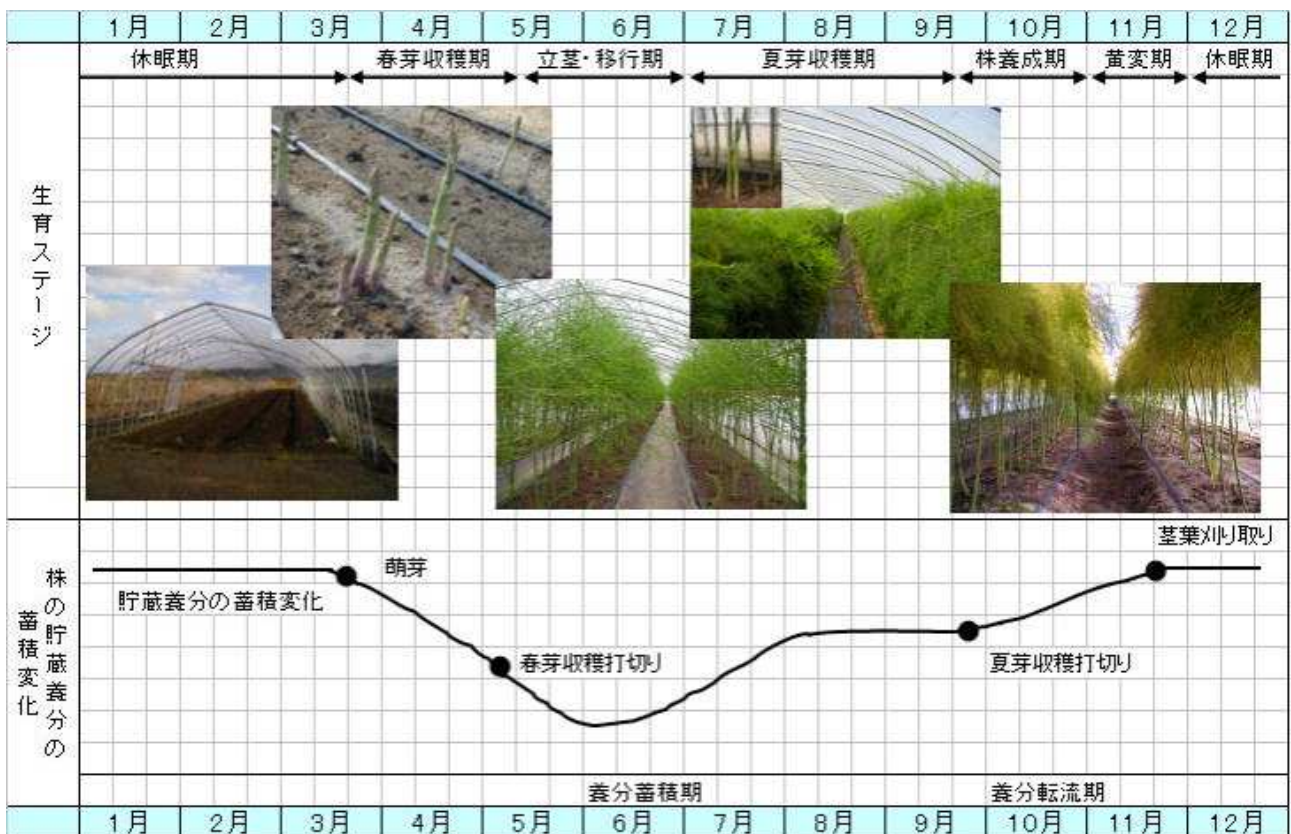 1月 2月 3月 4月 5月 6月 7月 8月 9月 10月 11月 12月
休眠期 春芽収穫期 立茎・移行期 夏芽収穫期 株養成期 黄変期 休眠期
生育ステージ
株の貯蔵養分の
蓄積変化
茎葉刈り取り
萌芽
貯蔵養分の蓄積変化
春芽収穫打切り 夏芽収穫打切り
養分蓄積期 養分転流期
1月 2月 3月 4月 5月 6月 7月 8月 9月 10月 11月 12月